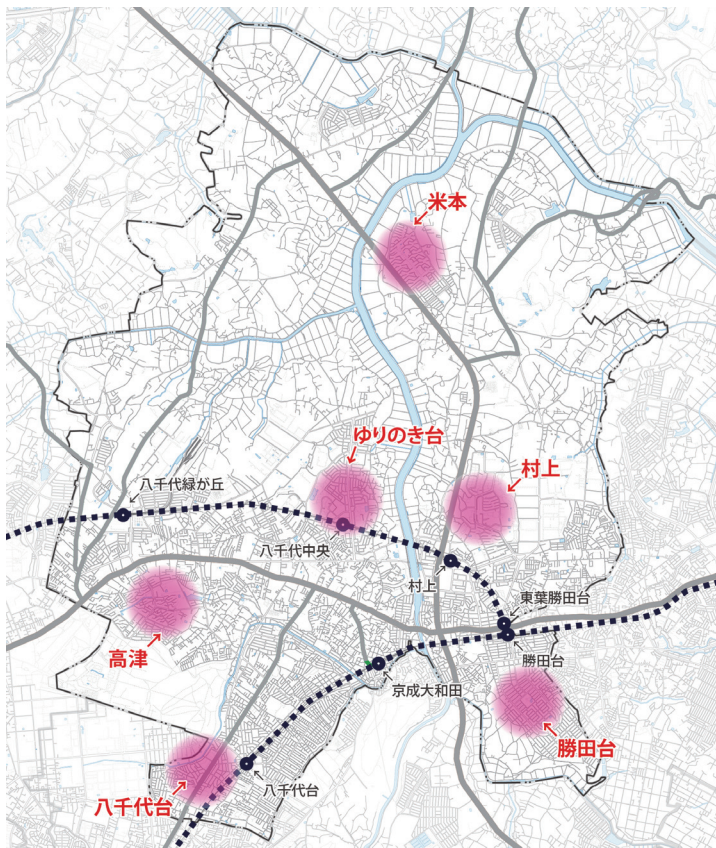 米本
ゆりのき台
村上
八千代緑が丘
八千代中央
村上
東葉勝田台
勝田台
高津
京成大和田
勝田台
八千代台
八千代台